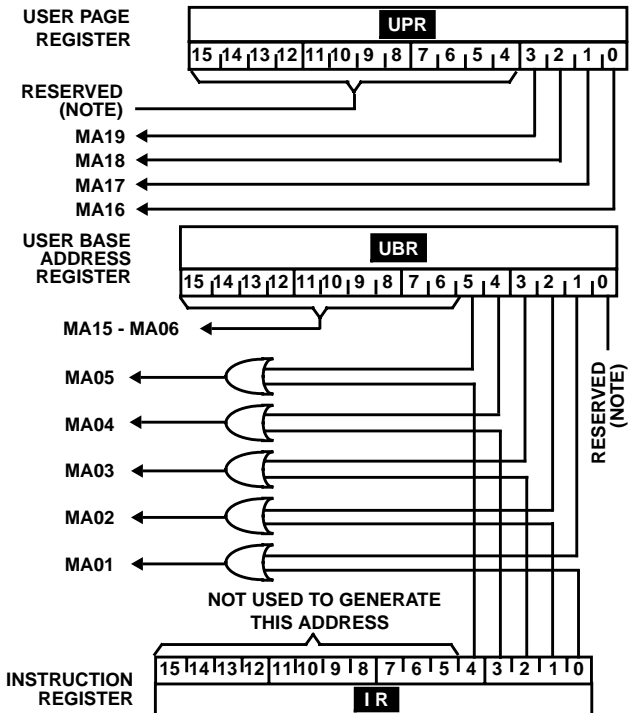 USER PAGE
REGISTER
UPR
15 14 13 12 11 10 9 8 7 6 5 4 3 2 1 0
RESERVED
(NOTE)
MA19
MA18
MA17
MA16
USER BASE
ADDRESS
REGISTER
UBR
15 14 13 12 11 10 9 8 7 6 5 4 3 2 1 0
MA15 - MA06
RESERVED
(NOTE)
MA05
MA04
MA03
MA02
MA01
NOT USED TO GENERATE
THIS ADDRESS
15 14 13 12 11 10 9 8 7 6 5 4 3 2 1 0
INSTRUCTION
REGISTER
I R